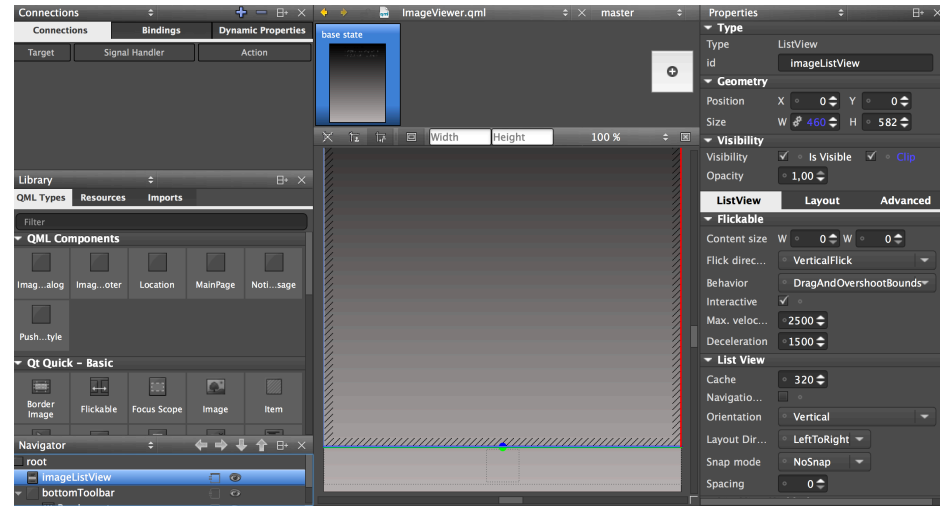 Connections
Connections Bindings Dynamic Properties
Target Signal Handler Action
Library
QML Types Resources Imports
Filter
QML Components
Imag...alog Imag...oter Location MainPage Noti...sage
Push...tyle
Qt Quick - Basic
Border Image Flickable Focus Scope Image Item
Navigator
root
imageListView
bottomToolbar
ImageViewer.qml master
base state
Width Height 100 %
Properties
Type
Type ListView
id imageListView
Geometry
Position X 0 Y 0
Size W 460 H 582
Visibility
Visibility Is Visible Clip
Opacity 1,00
ListView Layout Advanced
Flickable
Content size W 0 W 0
Flick direc... VerticalFlick
Behavior DragAndOvershootBounds
Interactive
Max. veloc... 2500
Deceleration 1500
List View
Cache 320
Navigatio...
Orientation Vertical
Layout Dir... LeftToRight
Snap mode NoSnap
Spacing 0